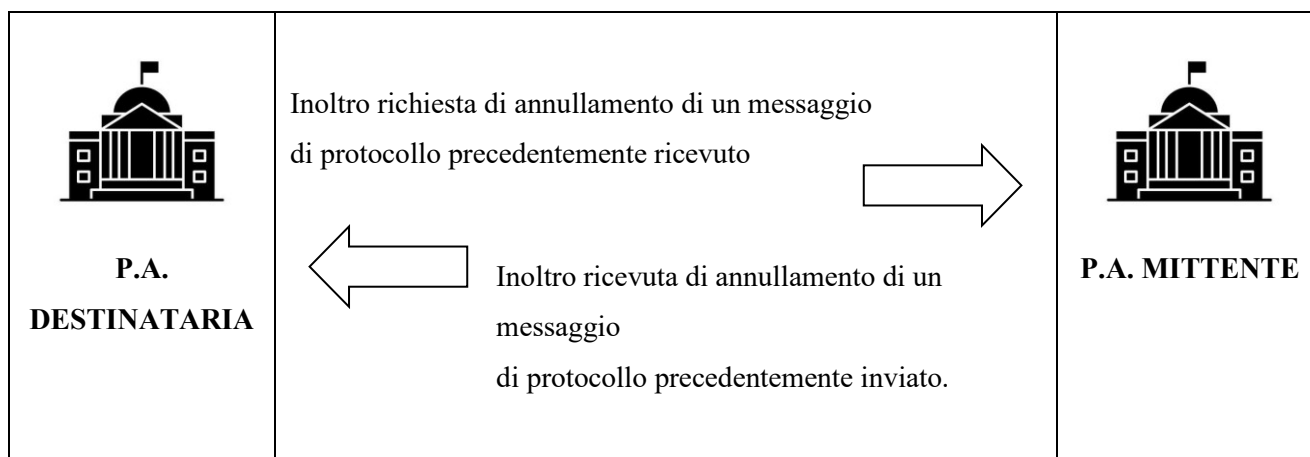 Inoltro richiesta di annullamento di un messaggio
di protocollo precedentemente ricevuto
P.A.
DESTINATARIA
Inoltro ricevuta di annullamento di un
messaggio
di protocollo precedentemente inviato.
P.A. MITTENTE